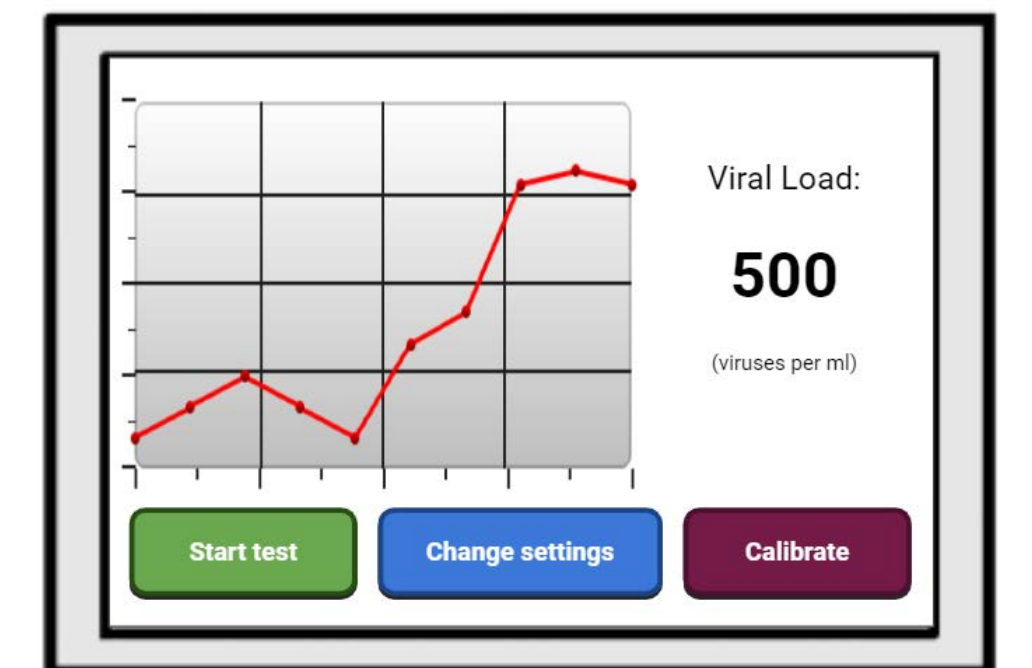 Viral Load:
500
(viruses per ml)
Start test
Change settings
Calibrate